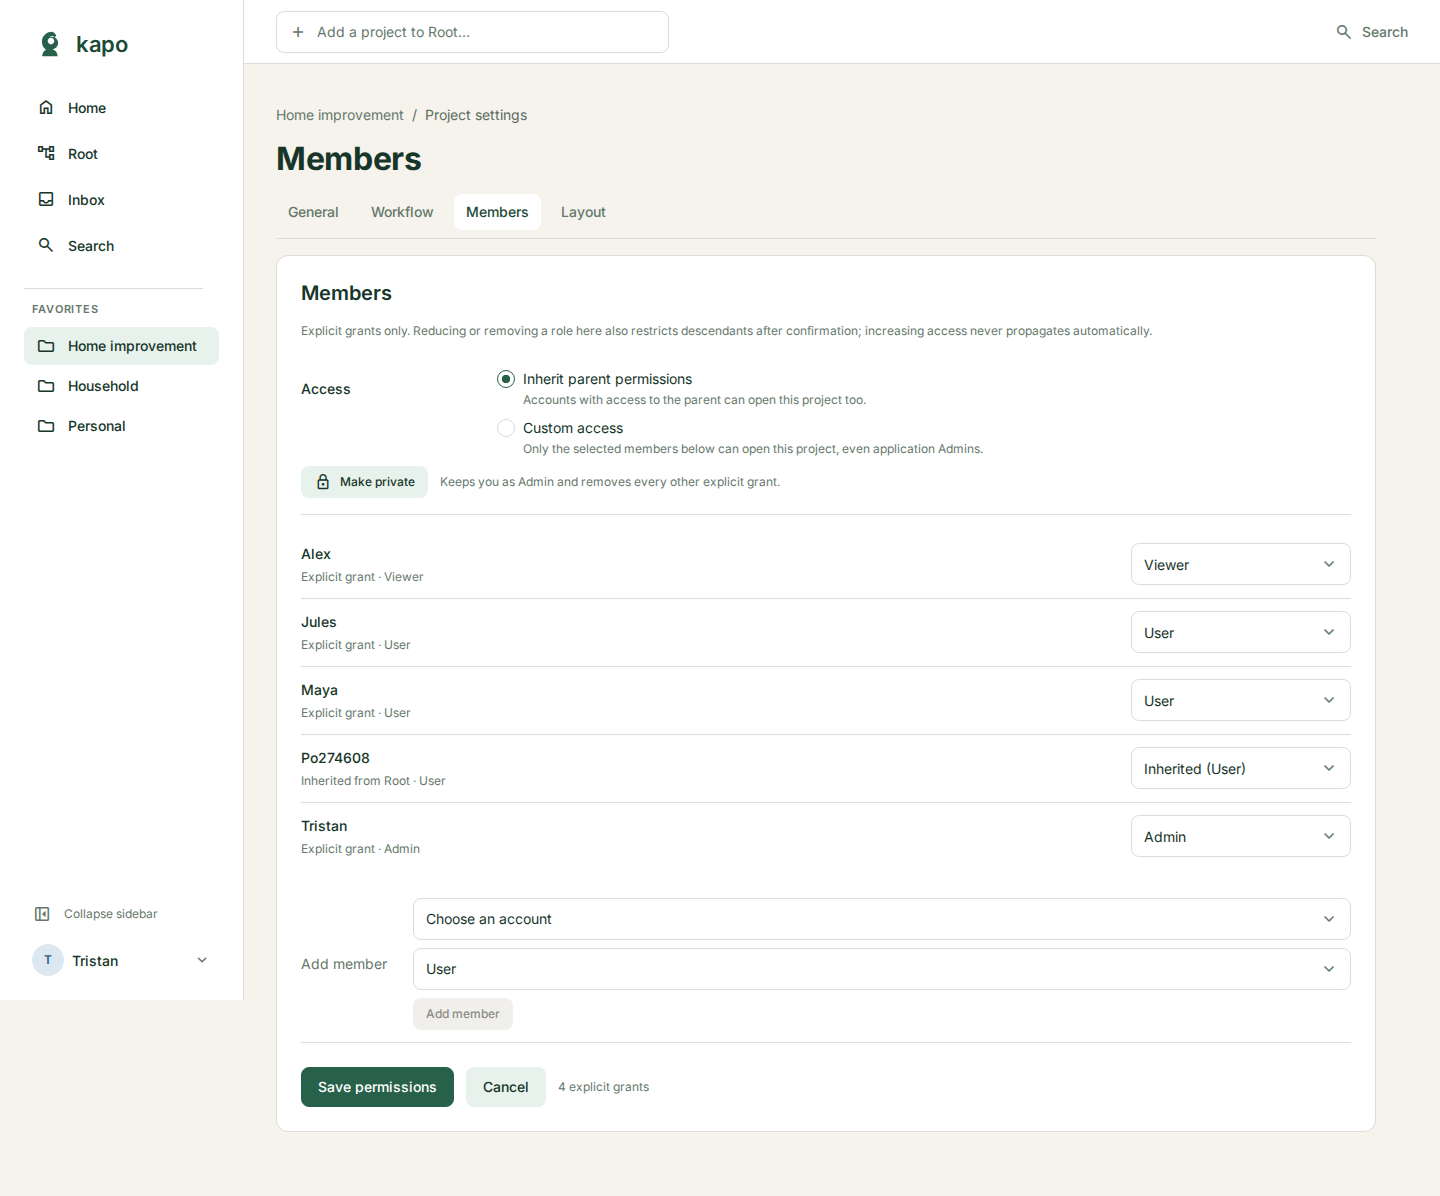 kapo
Add a project to Root...
Search
Home
Root
Inbox
Search
FAVORITES
Home improvement
Household
Personal
Collapse sidebar
T
Tristan
Home improvement / Project settings
Members
General
Workflow
Members
Layout
Members
Explicit grants only. Reducing or removing a role here also restricts descendants after confirmation; increasing access never propagates automatically.
Access
Inherit parent permissions
Accounts with access to the parent can open this project too.
Custom access
Only the selected members below can open this project, even application Admins.
Make private
Keeps you as Admin and removes every other explicit grant.
Alex
Explicit grant · Viewer
Viewer
Jules
Explicit grant · User
User
Maya
Explicit grant · User
User
Po274608
Inherited from Root · User
Inherited (User)
Tristan
Explicit grant · Admin
Admin
Add member
Choose an account
User
Add member
Save permissions
Cancel
4 explicit grants